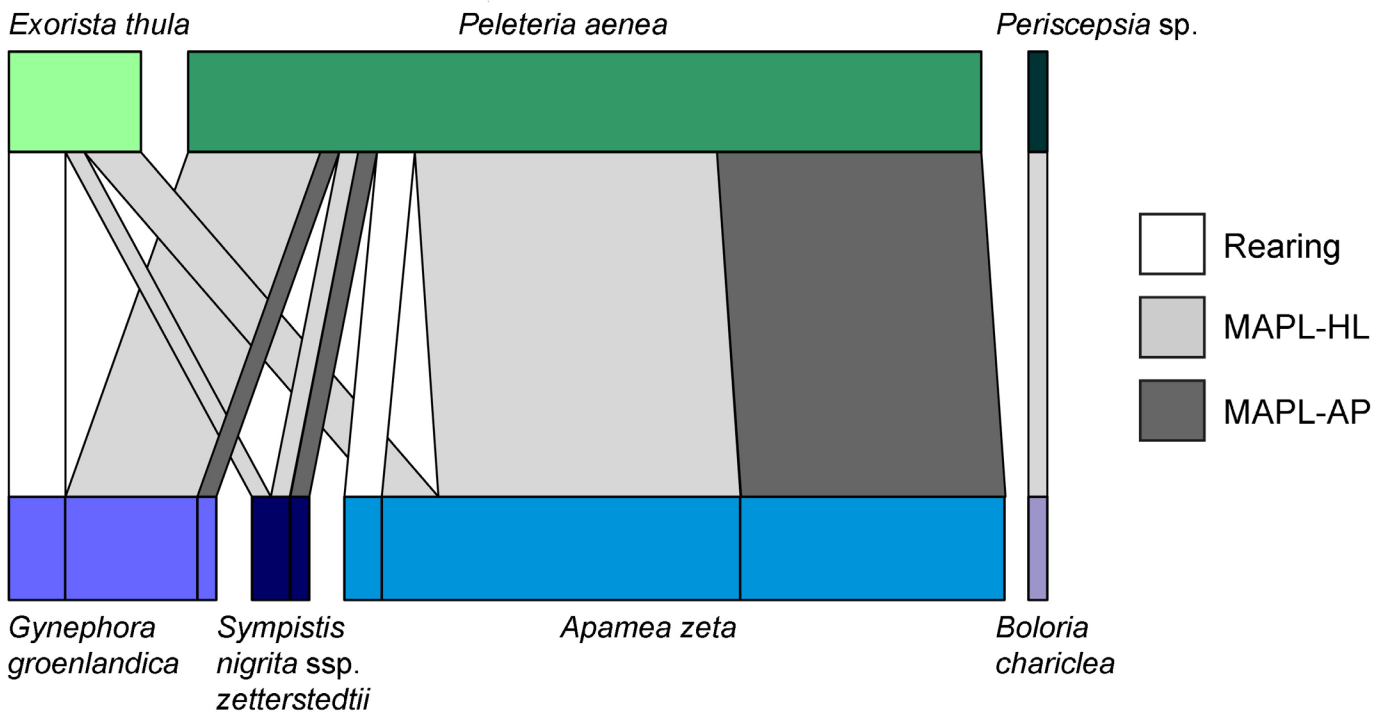 Exorista thula
Peleteria aenea
Periscepsia sp.
Rearing
MAPL-HL
MAPL-AP
Gynephora
groenlandica
Sympistis
nigrita ssp.
zetterstedtii
Apamea zeta
Boloria
chariclea